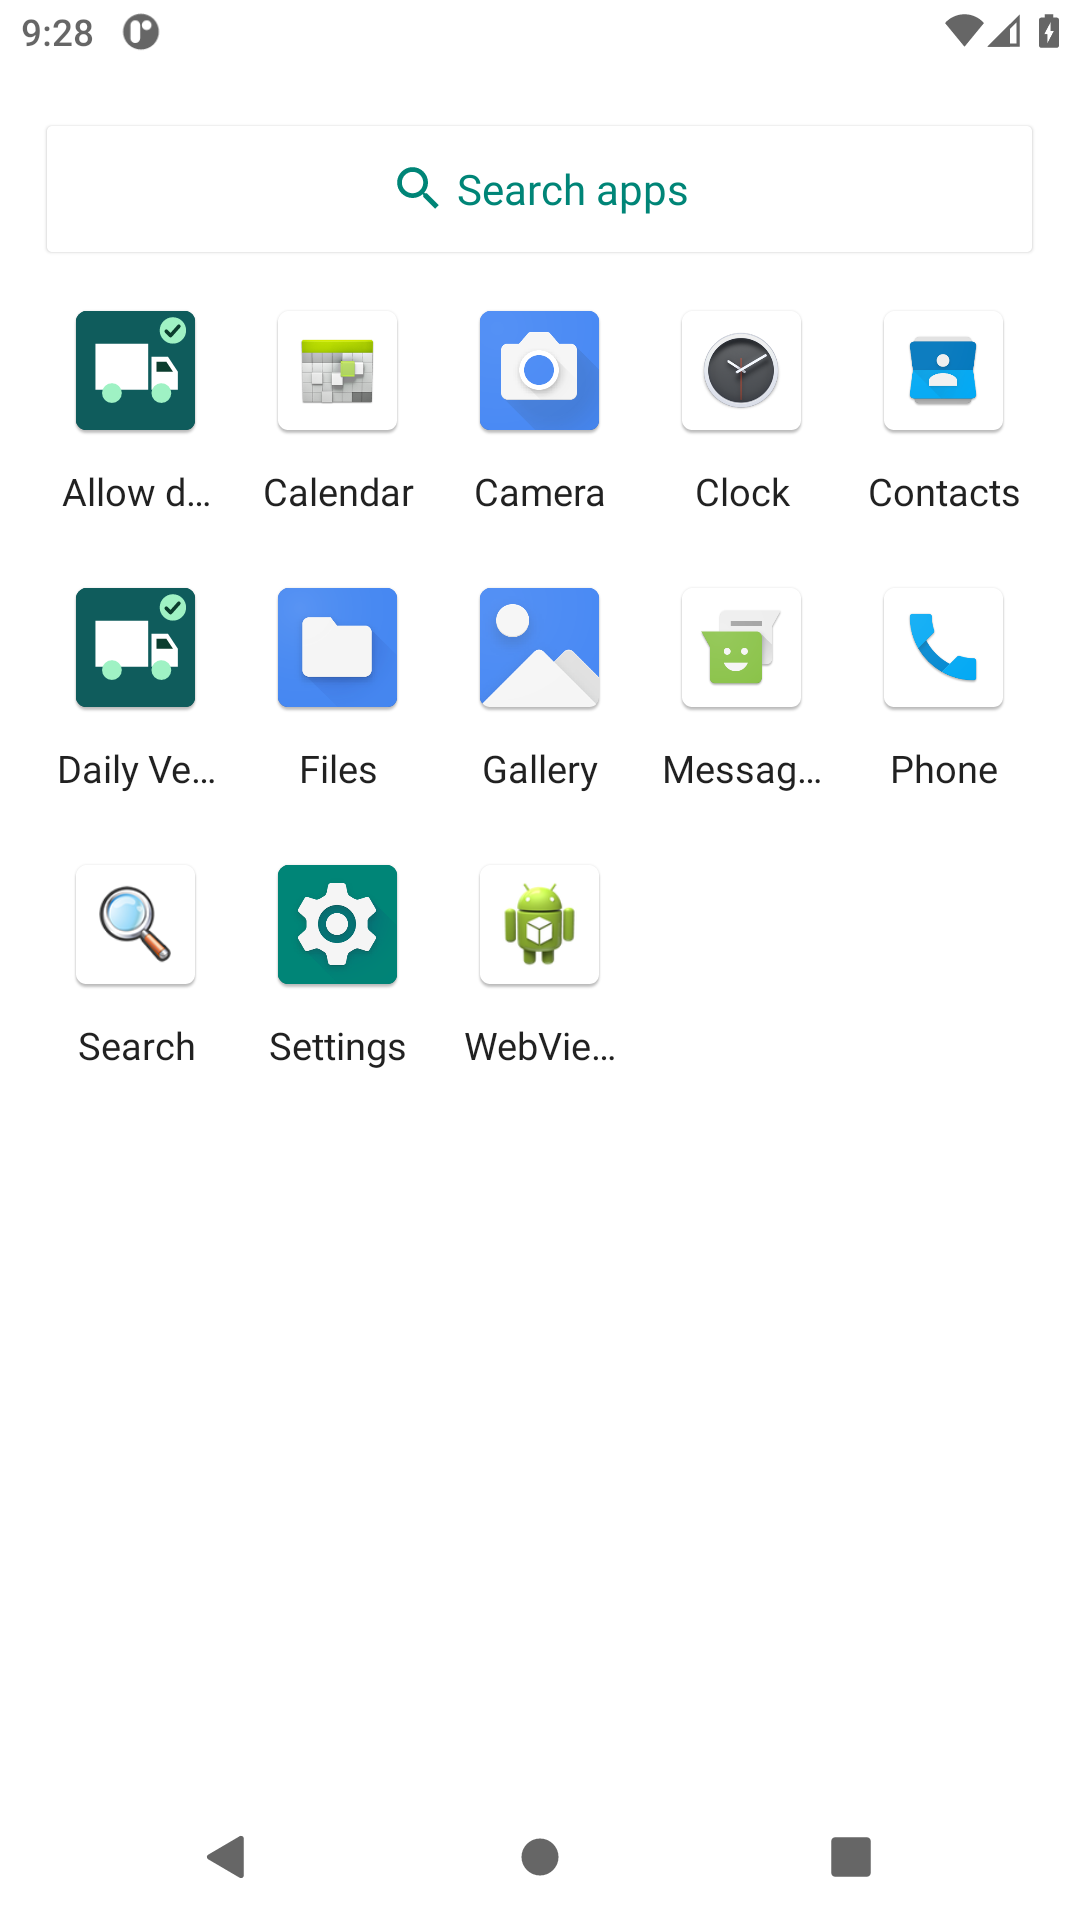 9:28
Search apps
Allow d...
Calendar
Camera
Clock
Contacts
Daily Ve...
Files
Gallery
Messag...
Phone
Search
Settings
WebVie...